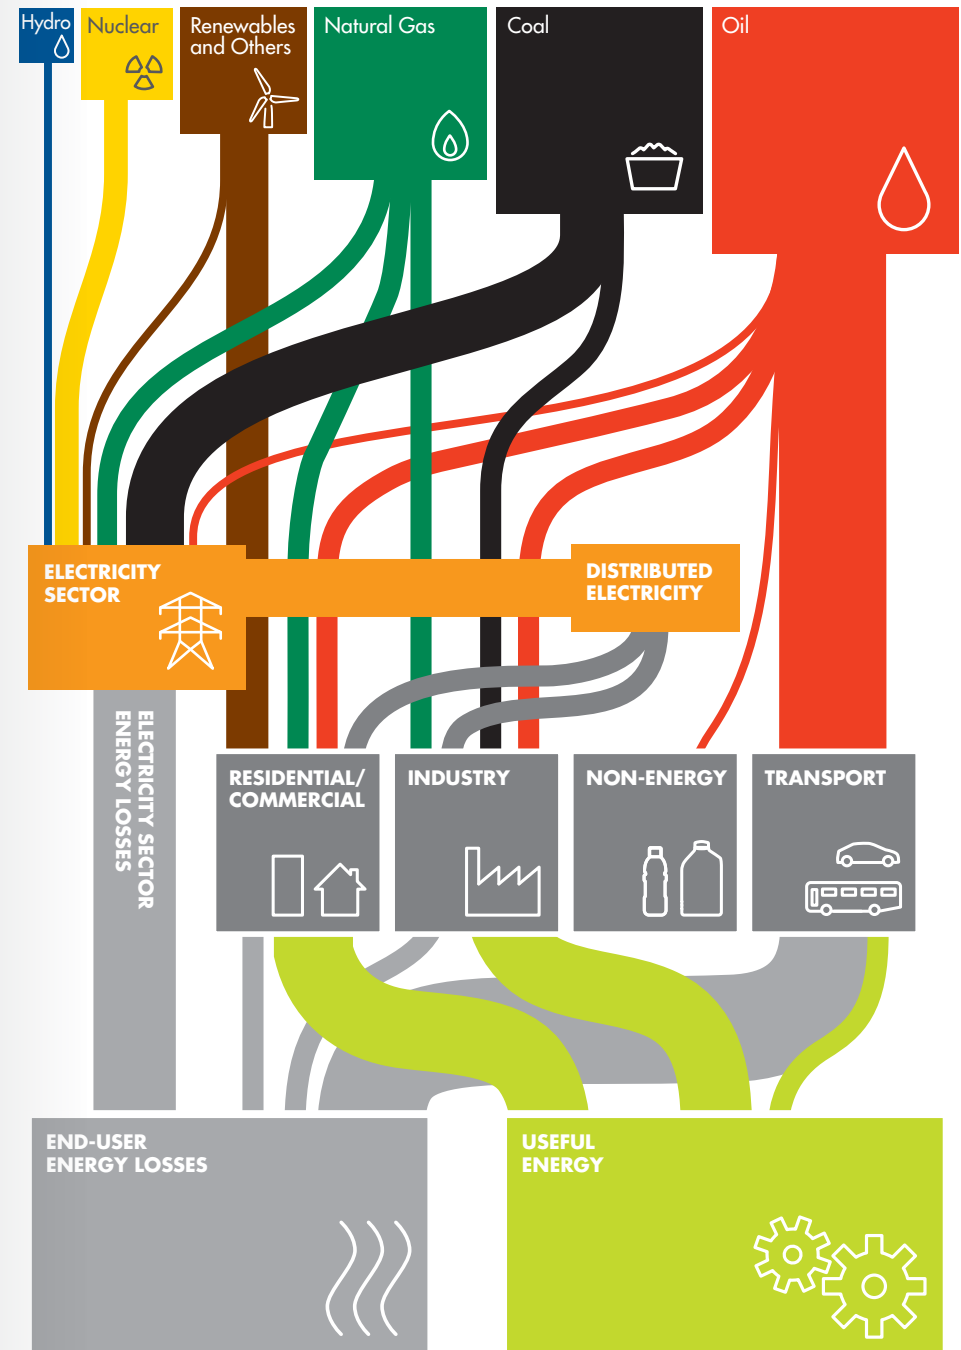 Hydro
Nuclear
Renewables
and Others
Natural Gas
Coal
Oil
ELECTRICITY
SECTOR
DISTRIBUTED
ELECTRICITY
ELECTRICITY SECTOR
ENERGY LOSSES
RESIDENTIAL/
COMMERCIAL
INDUSTRY
NON-ENERGY
TRANSPORT
END-USER
ENERGY LOSSES
USEFUL
ENERGY